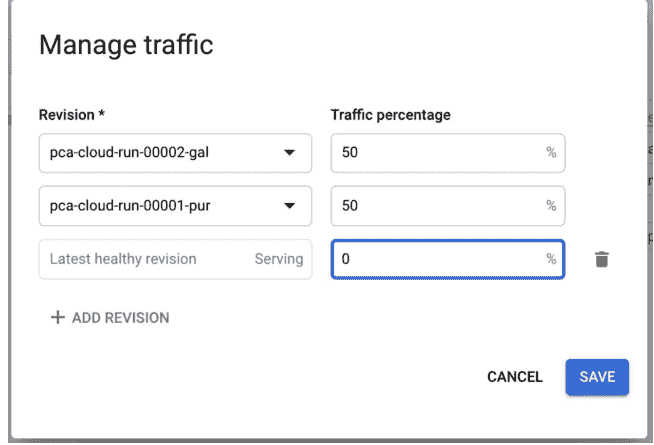 Manage traffic
Revision * Traffic percentage
pca-cloud-run-00002-gal 50 %
pca-cloud-run-00001-pur 50 %
Latest healthy revision Serving 0 %
+ ADD REVISION
CANCEL SAVE